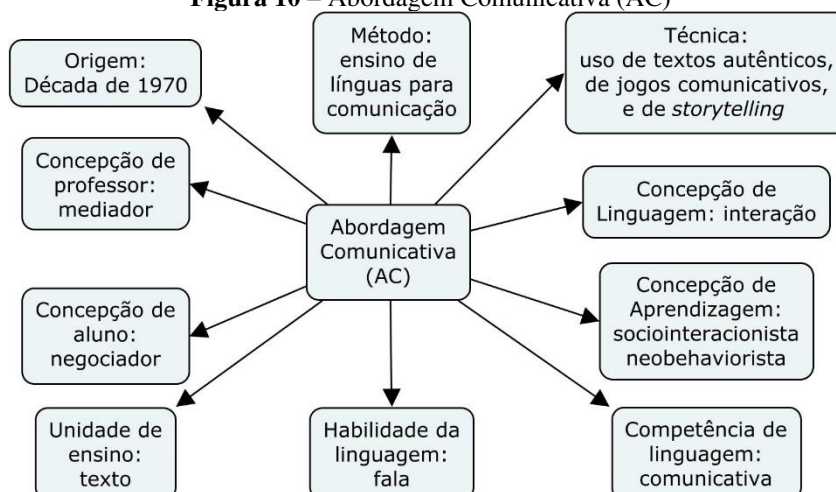 Figura 10 – Abordagem Comunicativa (AC)
Origem:
Década de 1970
Método:
ensino de
línguas para
comunicação
Técnica:
uso de textos autênticos,
de jogos comunicativos,
e de storytelling
Concepção de
professor:
mediador
Abordagem
Comunicativa
(AC)
Concepção de
Linguagem: interação
Concepção de
aluno:
negociador
Concepção de
Aprendizagem:
sociointeracionista
neobehaviorista
Unidade de
ensino:
texto
Habilidade da
linguagem:
fala
Competência de
linguagem:
comunicativa